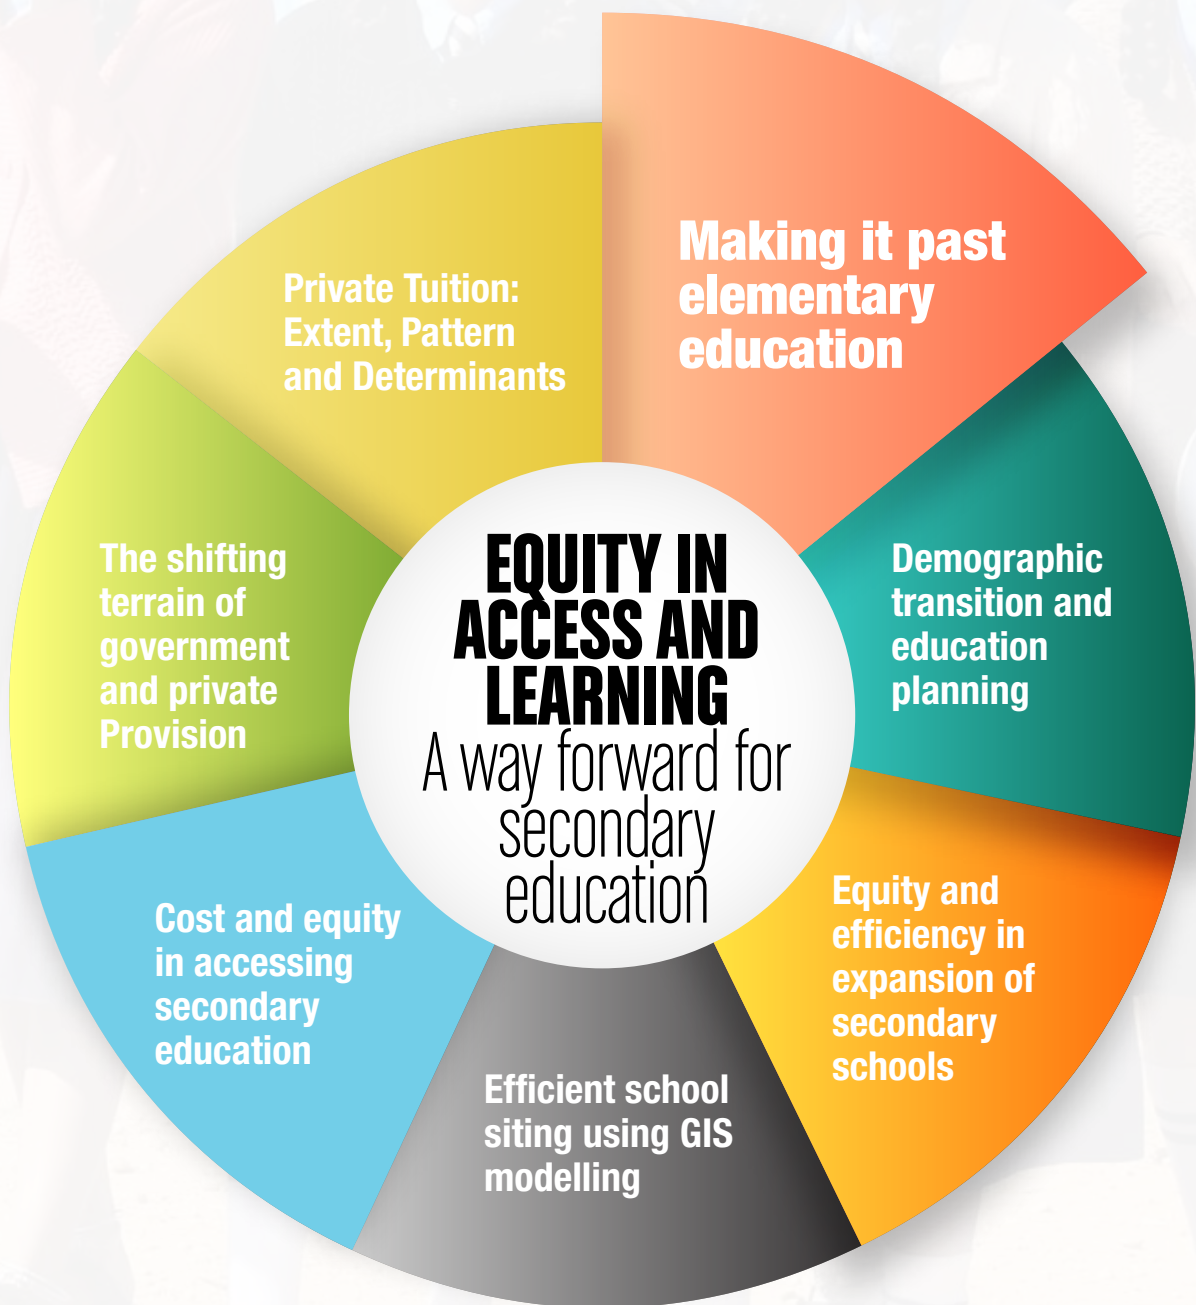 Making it past
elementary
education
Demographic
transition and
education
planning
Equity and
efficiency in
expansion of
secondary
schools
Efficient school
siting using GIS
modelling
Cost and equity
in accessing
secondary
education
The shifting
terrain of
government
and private
Provision
Private Tuition:
Extent, Pattern
and Determinants
EQUITY IN
ACCESS AND
LEARNING
A way forward for
secondary
education